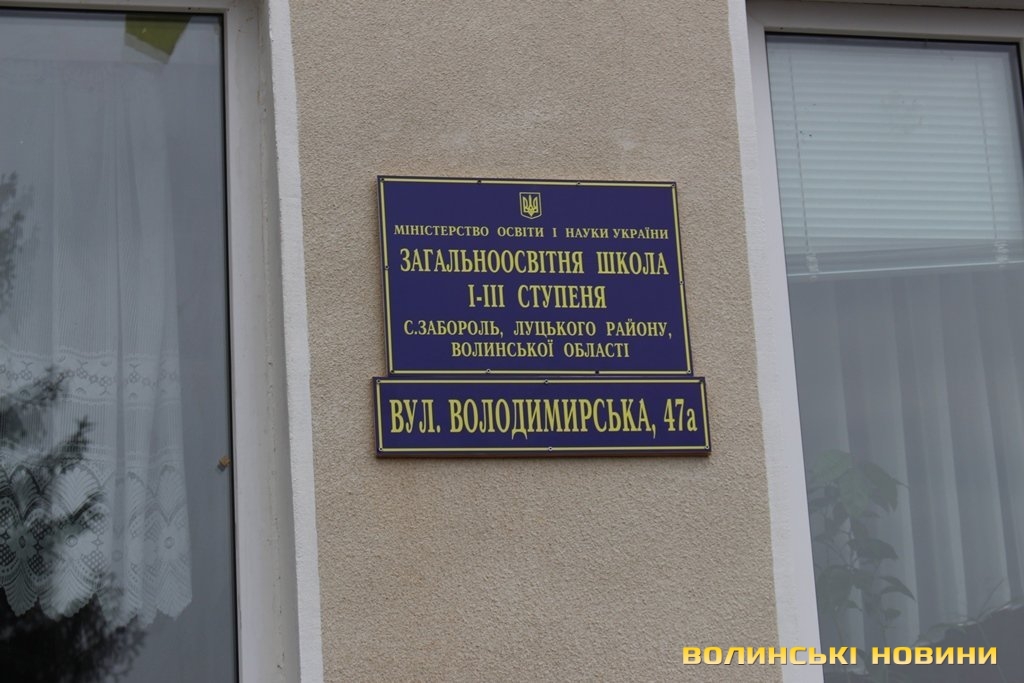 МІНІСТЕРСТВО ОСВІТИ І НАУКИ УКРАЇНИ
ЗАГАЛЬНООСВІТНЯ ШКОЛА
І-ІІІ СТУПЕНЯ
С.ЗАБОРОЛЬ, ЛУЦЬКОГО РАЙОНУ,
ВОЛИНСЬКОЇ ОБЛАСТІ
ВУЛ. ВОЛОДИМИРСЬКА, 47а
ВОЛИНСЬКІ НОВИНИ